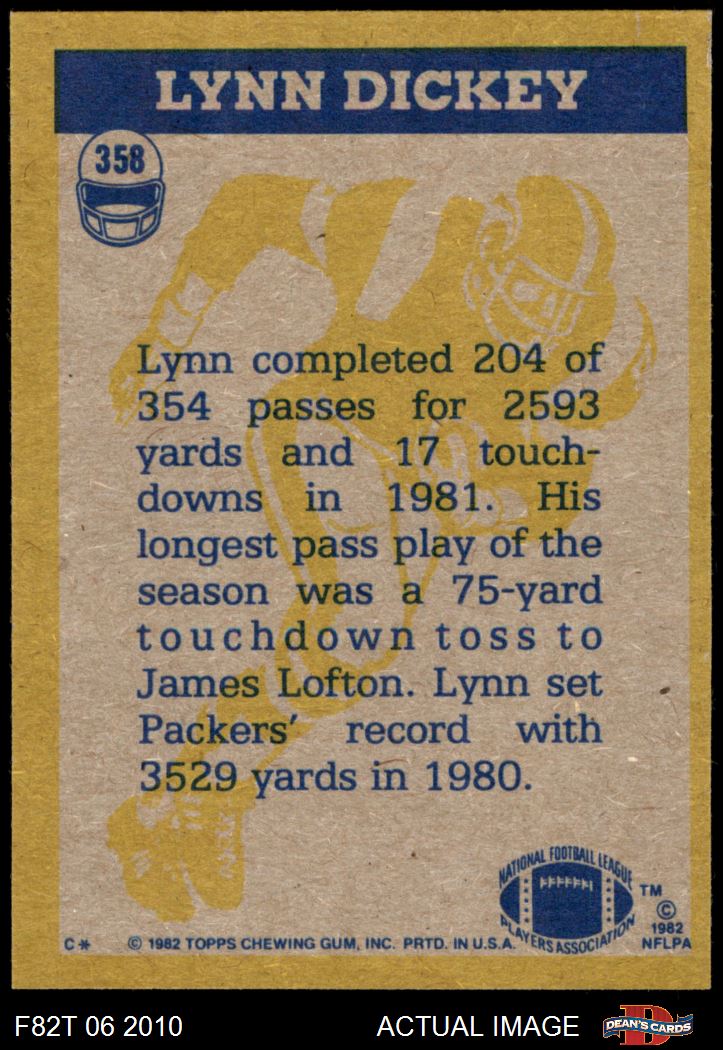 LYNN DICKEY
358
Lynn completed 204 of
354 passes for 2593
yards and 17 touch-
downs in 1981. His
longest pass play of the
season was a 75-yard
touchdown toss to
James Lofton. Lynn set
Packers' record with
3529 yards in 1980.
NATIONAL FOOTBALL LEAGUE
PLAYERS ASSOCIATION
TM
©
1982
NFLPA
C* © 1982 TOPPS CHEWING GUM, INC. PRTD. IN U.S.A.
F82T 06 2010 ACTUAL IMAGE
D
DEAN'S CARDS